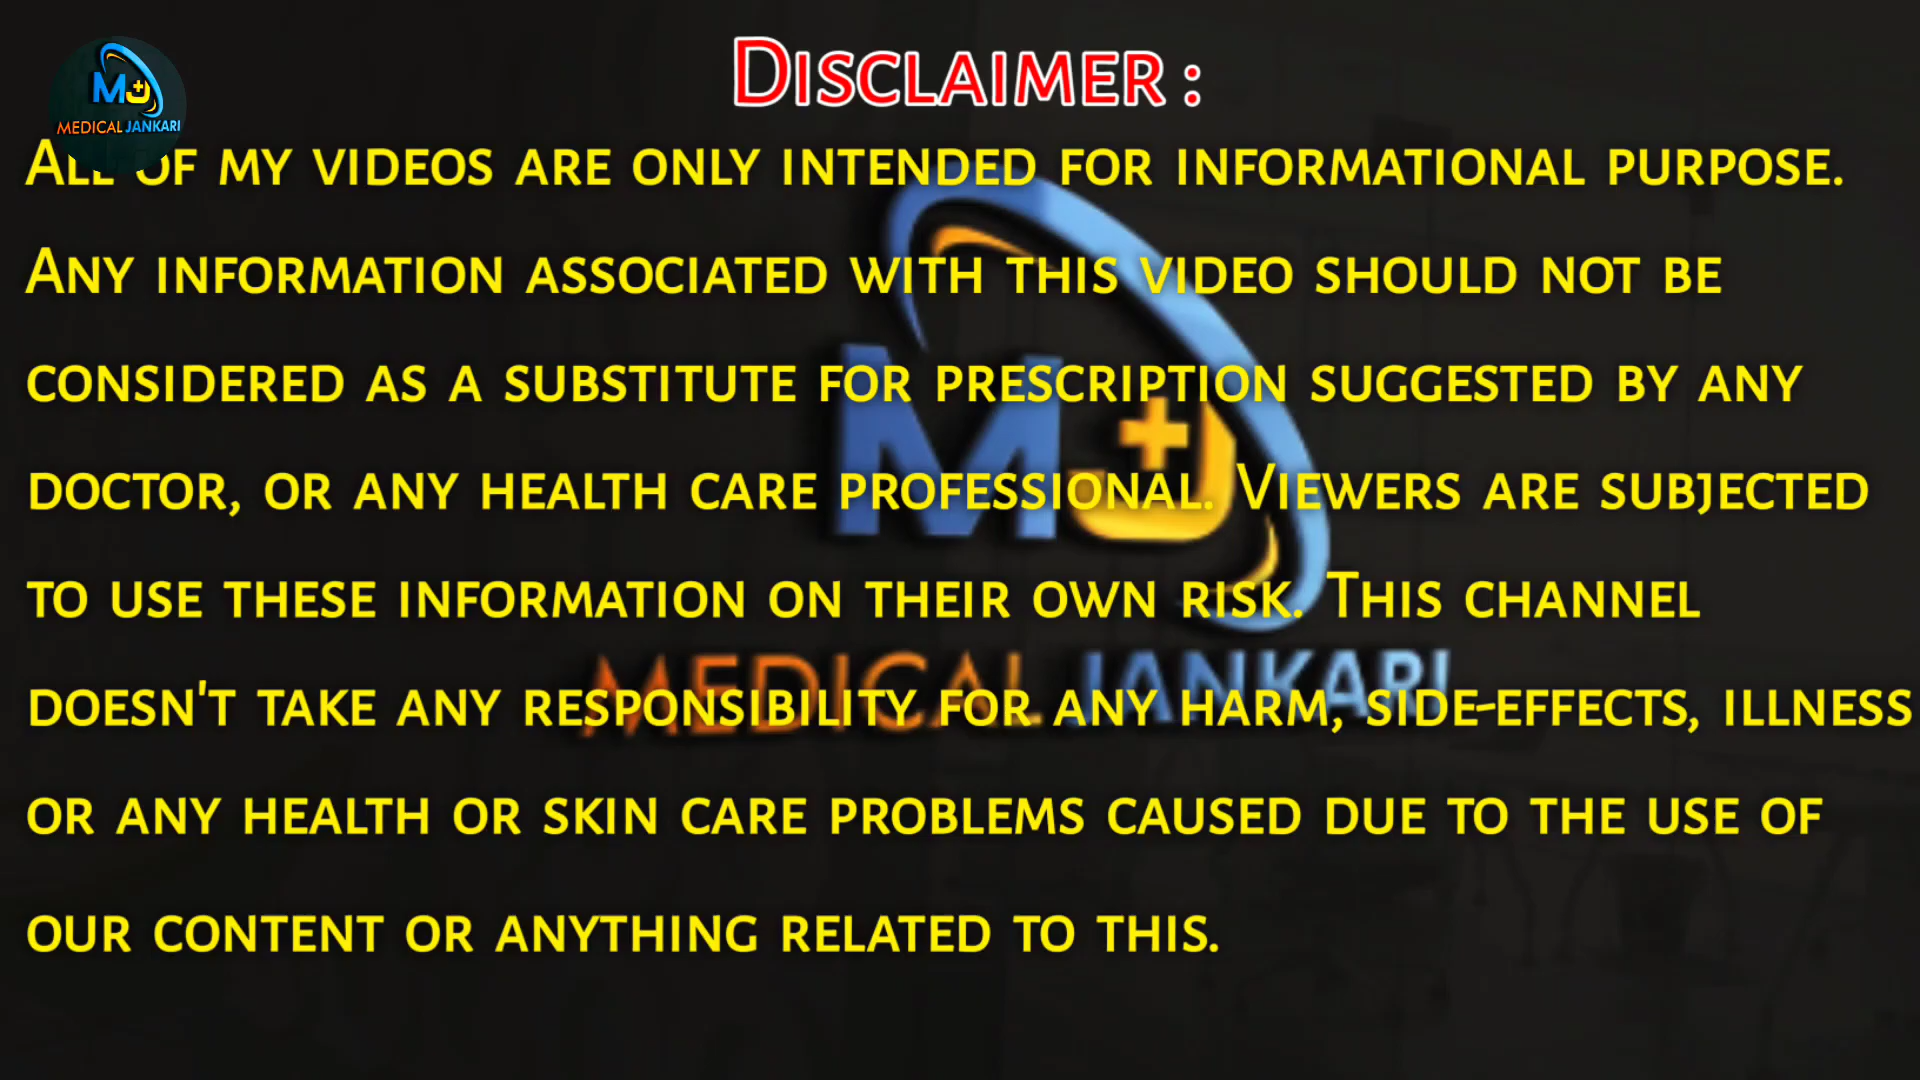 Disclaimer :
MJ
MEDICAL JANKARI
All of my videos are only intended for informational purpose.
Any information associated with this video should not be
considered as a substitute for prescription suggested by any
doctor, or any health care professional. Viewers are subjected
to use these information on their own risk. This channel
doesn't take any responsibility for any harm, side-effects, illness
or any health or skin care problems caused due to the use of
our content or anything related to this.
MJ
MEDICAL JANKARI